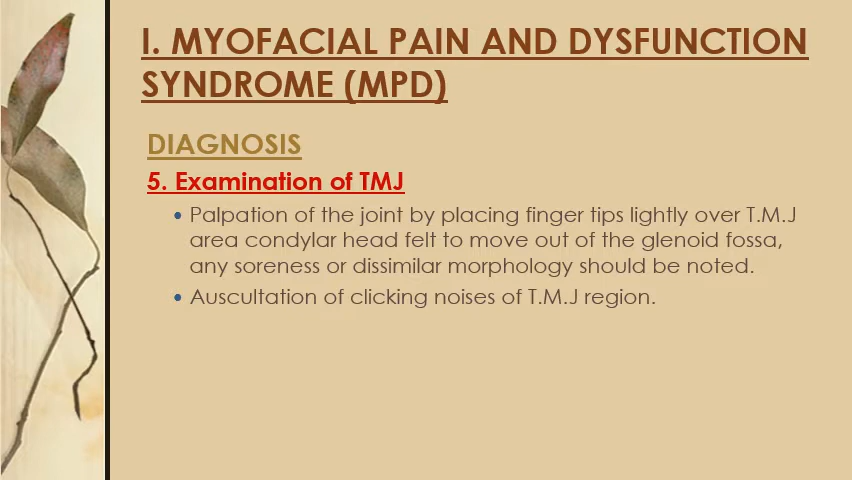 I. MYOFACIAL PAIN AND DYSFUNCTION
SYNDROME (MPD)
DIAGNOSIS
5. Examination of TMJ
• Palpation of the joint by placing finger tips lightly over T.M.J
area condylar head felt to move out of the glenoid fossa,
any soreness or dissimilar morphology should be noted.
• Auscultation of clicking noises of T.M.J region.